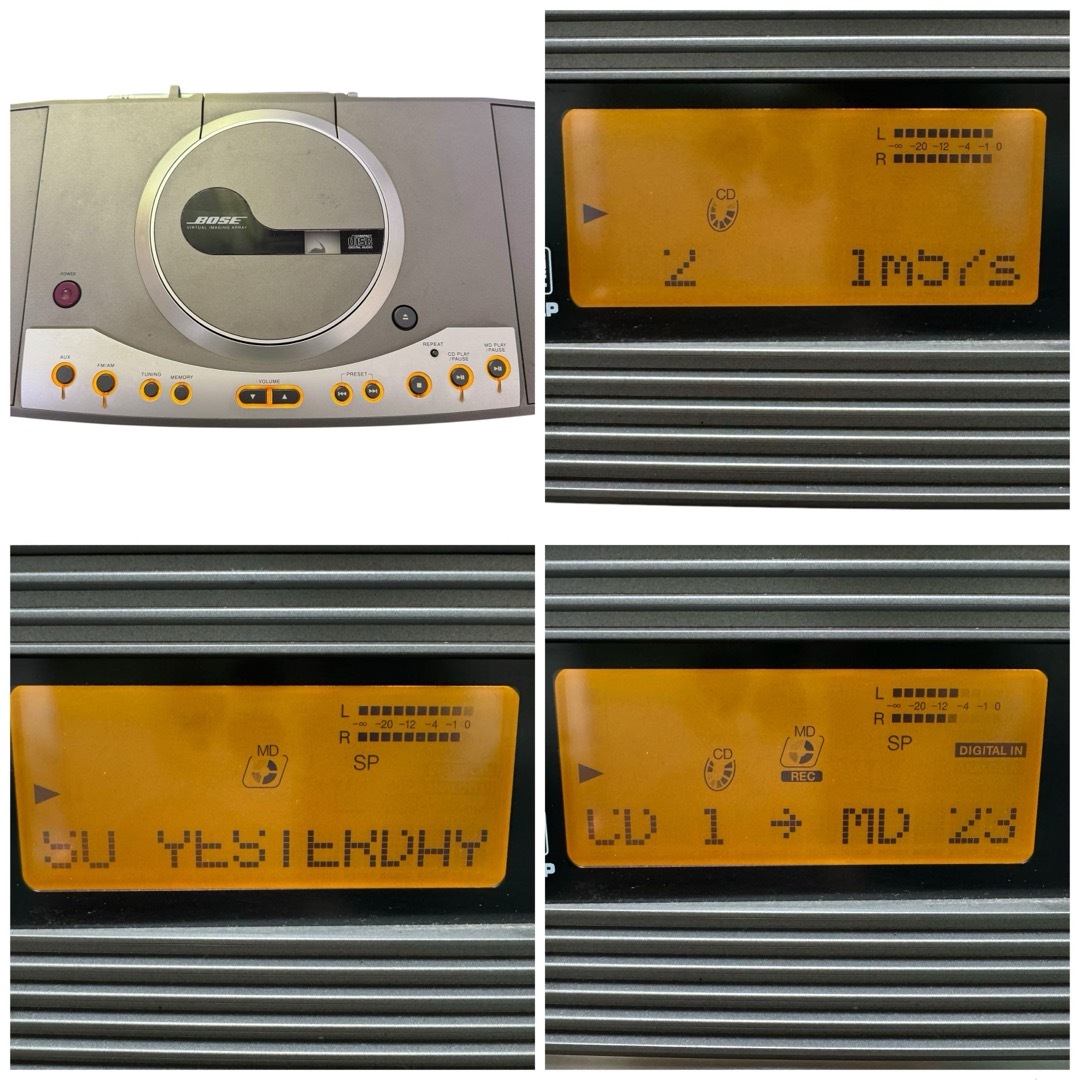 BOSE
VIRTUAL IMAGING ARRAY
COMPACT
disc
DIGITAL AUDIO
POWER
REPEAT
CD PLAY
/PAUSE
MD PLAY
/PAUSE
AUX
FM/AM
TUNING
MEMORY
VOLUME
PRESET
L
-∞ -20 -12 -4 -1 0
R
CD
2
P
L
-∞ -20 -12 -4 -1 0
R
MD
SP
YESTERDAY
L
-∞ -20 -12 -4 -1 0
R
MD
SP
DIGITAL IN
CD
REC
CD 1 → MD 23
P